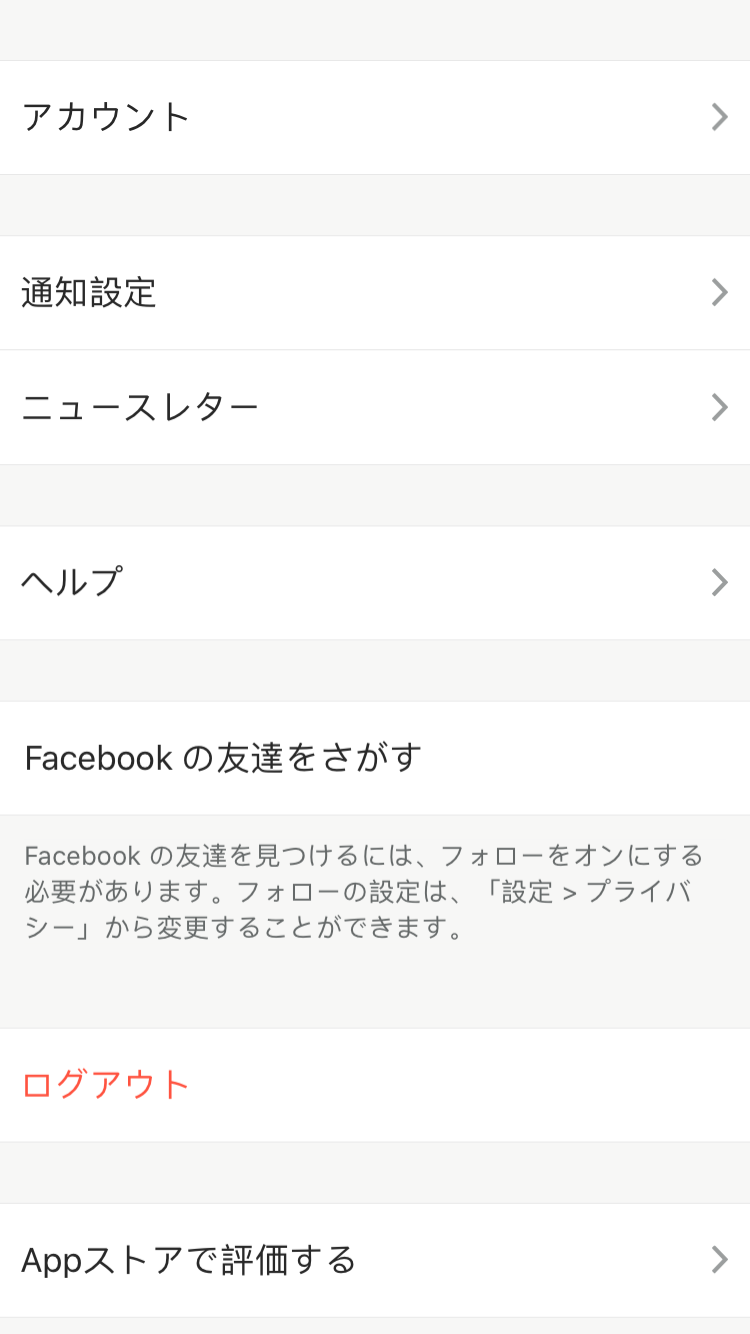 アカウント
通知設定
ニュースレター
ヘルプ
Facebook の友達をさがす
Facebook の友達を見つけるには、フォローをオンにする
必要があります。フォローの設定は、「設定 > プライバ
シー」から変更することができます。
ログアウト
Appストアで評価する